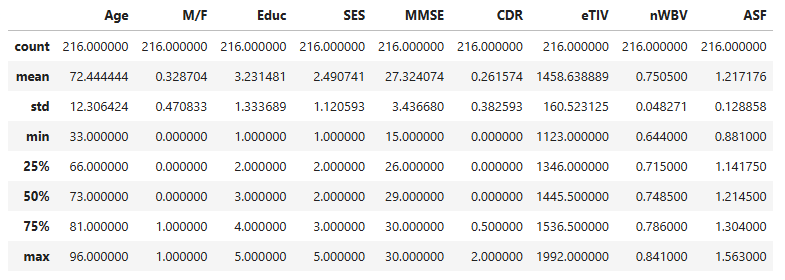 Age M/F Educ SES MMSE CDR eTIV nWBV ASF
count 216.000000 216.000000 216.000000 216.000000 216.000000 216.000000 216.000000 216.000000 216.000000
mean 72.444444 0.328704 3.231481 2.490741 27.324074 0.261574 1458.638889 0.750500 1.217176
std 12.306424 0.470833 1.333689 1.120593 3.436680 0.382593 160.523125 0.048271 0.128858
min 33.000000 0.000000 1.000000 1.000000 15.000000 0.000000 1123.000000 0.644000 0.881000
25% 66.000000 0.000000 2.000000 2.000000 26.000000 0.000000 1346.000000 0.715000 1.141750
50% 73.000000 0.000000 3.000000 2.000000 29.000000 0.000000 1445.500000 0.748500 1.214500
75% 81.000000 1.000000 4.000000 3.000000 30.000000 0.500000 1536.500000 0.786000 1.304000
max 96.000000 1.000000 5.000000 5.000000 30.000000 2.000000 1992.000000 0.841000 1.563000